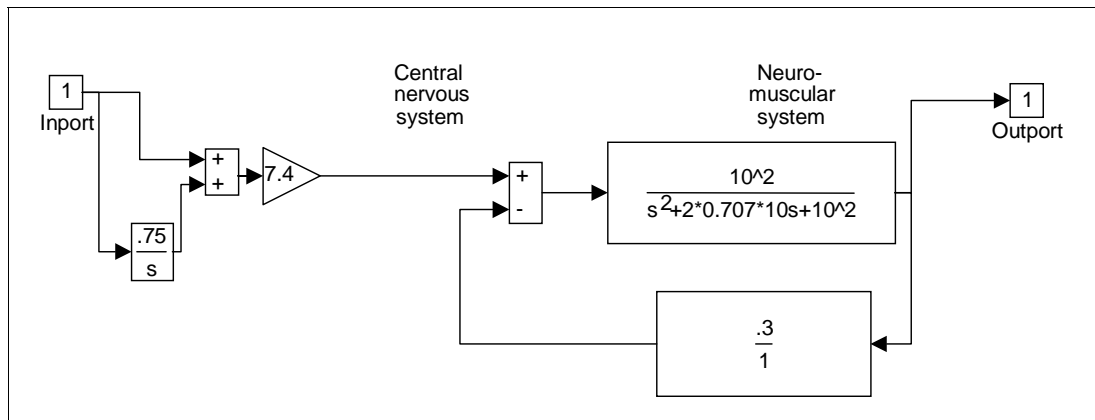 1
Inport
.75
s
+
+
7.4
Central
nervous
system
+
-
Neuro-
muscular
system
10^2
s^2+2*0.707*10s+10^2
.3
1
1
Outport